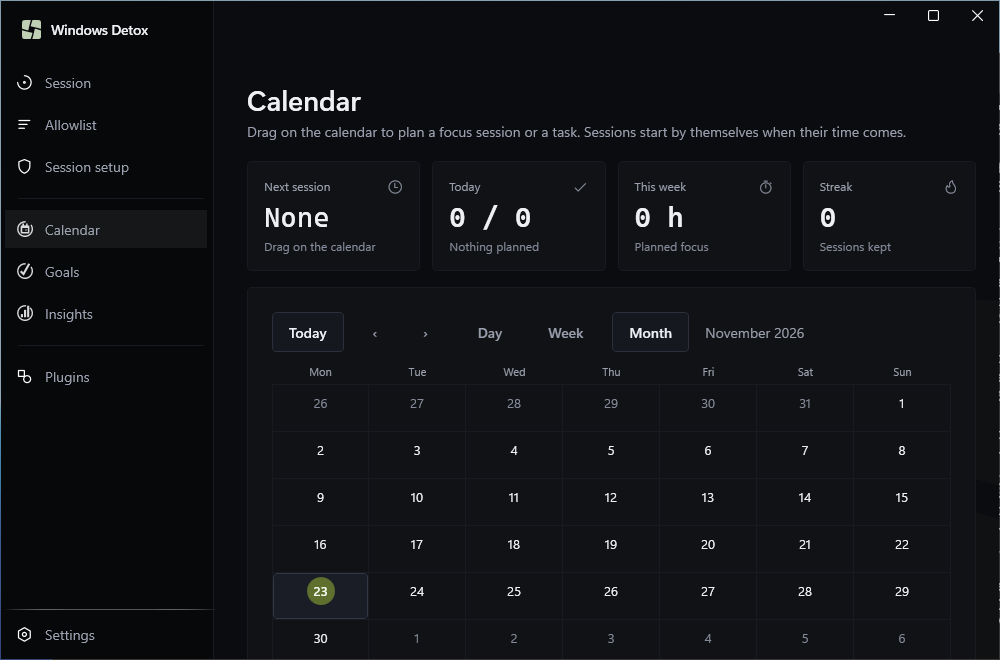 Windows Detox
Session
Allowlist
Session setup
Calendar
Goals
Insights
Plugins
Settings
Calendar
Drag on the calendar to plan a focus session or a task. Sessions start by themselves when their time comes.
Next session
None
Drag on the calendar
Today
0 / 0
Nothing planned
This week
0 h
Planned focus
Streak
0
Sessions kept
Today ‹ › Day Week Month November 2026
Mon Tue Wed Thu Fri Sat Sun
26 27 28 29 30 31 1
2 3 4 5 6 7 8
9 10 11 12 13 14 15
16 17 18 19 20 21 22
23 24 25 26 27 28 29
30 1 2 3 4 5 6